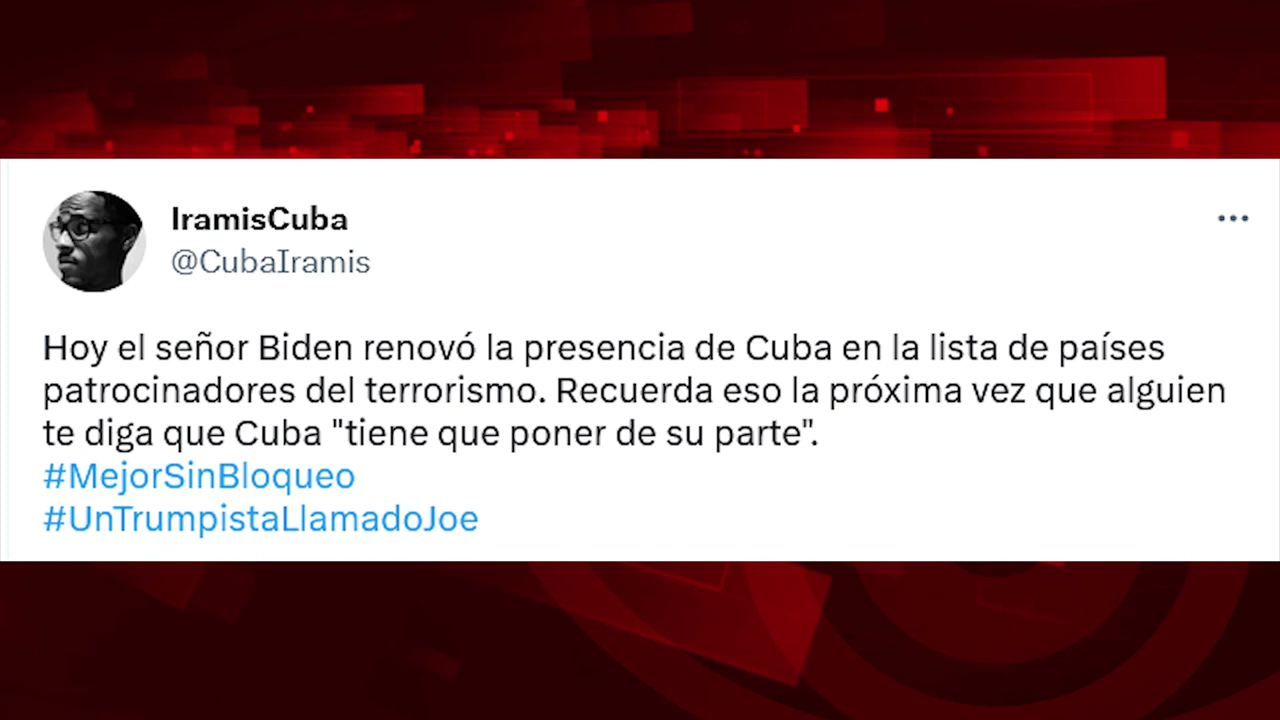 IramisCuba
@CubaIramis
Hoy el señor Biden renovó la presencia de Cuba en la lista de países
patrocinadores del terrorismo. Recuerda eso la próxima vez que alguien
te diga que Cuba "tiene que poner de su parte".
#MejorSinBloqueo
#UnTrumpistaLlamadoJoe